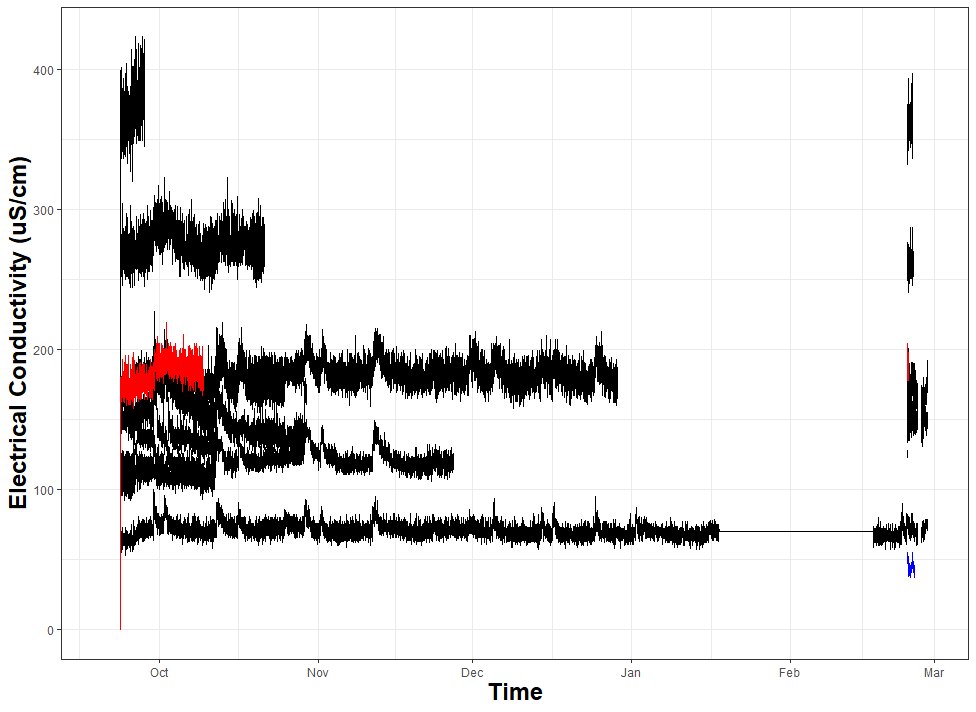 Electrical Conductivity (uS/cm)
400
300
200
100
0
Oct
Nov
Dec
Jan
Feb
Mar
Time